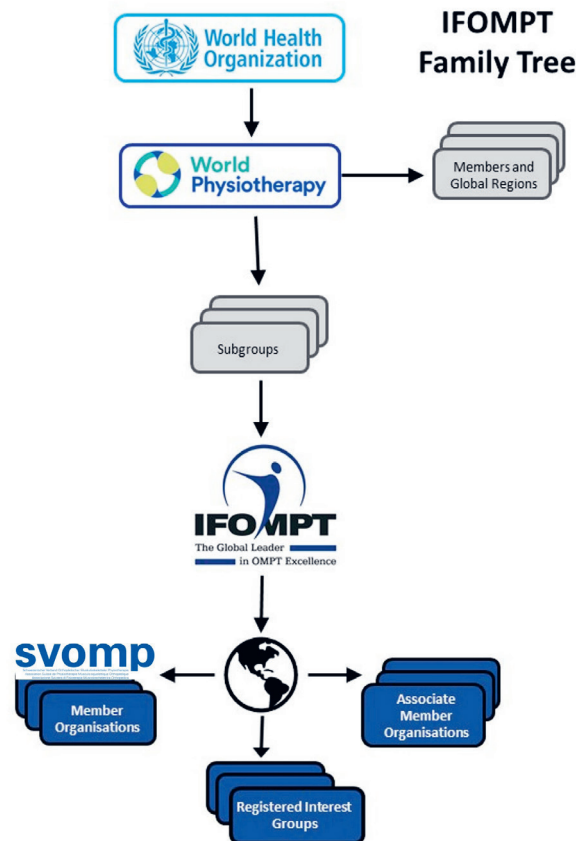 IFOMPT
Family Tree
World Health
Organization
World
Physiotherapy
Members and
Global Regions
Subgroups
IFOMPT
The Global Leader
in OMPT Excellence
svomp
Member
Organisations
Associate
Member
Organisations
Registered Interest
Groups